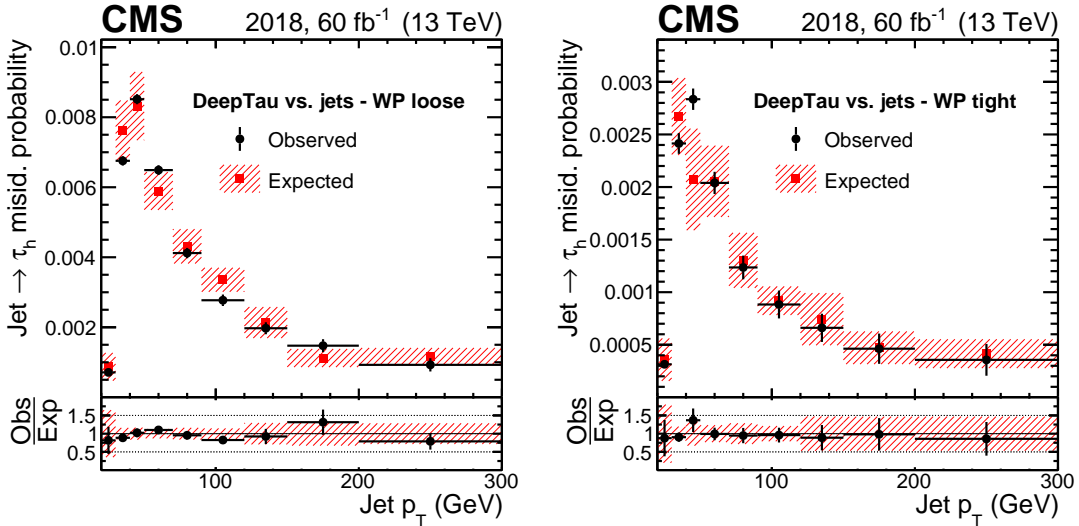 CMS 2018, 60 fb⁻¹ (13 TeV)
Jet → τₕ misid. probability
0.01
0.008
0.006
0.004
0.002
DeepTau vs. jets - WP loose
Observed
Expected
Obs
Exp
1.5
1
0.5
100 200 300
Jet p_T (GeV)
CMS 2018, 60 fb⁻¹ (13 TeV)
Jet → τₕ misid. probability
0.003
0.0025
0.002
0.0015
0.001
0.0005
DeepTau vs. jets - WP tight
Observed
Expected
Obs
Exp
1.5
1
0.5
100 200 300
Jet p_T (GeV)